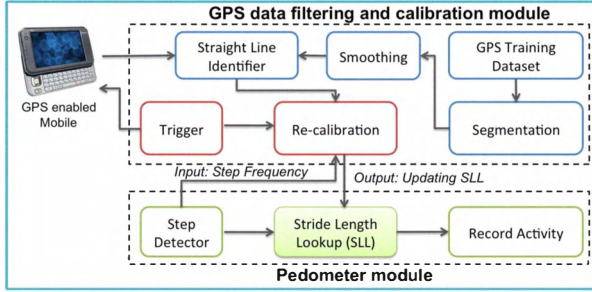 GPS data filtering and calibration module
Straight Line
Identifier
Smoothing
GPS Training
Dataset
GPS enabled
Mobile
Trigger
Re-calibration
Segmentation
Input: Step Frequency
Output: Updating SLL
Step
Detector
Stride Length
Lookup (SLL)
Record Activity
Pedometer module